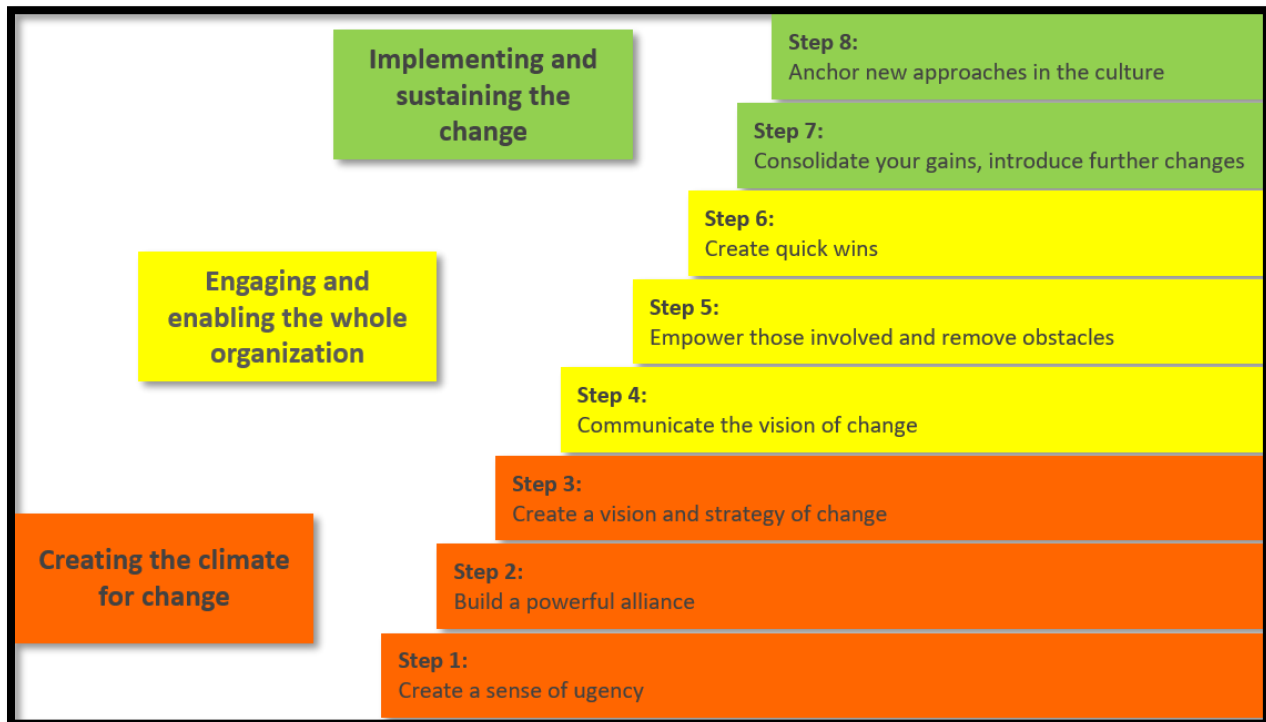 Implementing and
sustaining the
change
Step 8:
Anchor new approaches in the culture
Step 7:
Consolidate your gains, introduce further changes
Engaging and
enabling the whole
organization
Step 6:
Create quick wins
Step 5:
Empower those involved and remove obstacles
Step 4:
Communicate the vision of change
Creating the climate
for change
Step 3:
Create a vision and strategy of change
Step 2:
Build a powerful alliance
Step 1:
Create a sense of ugency